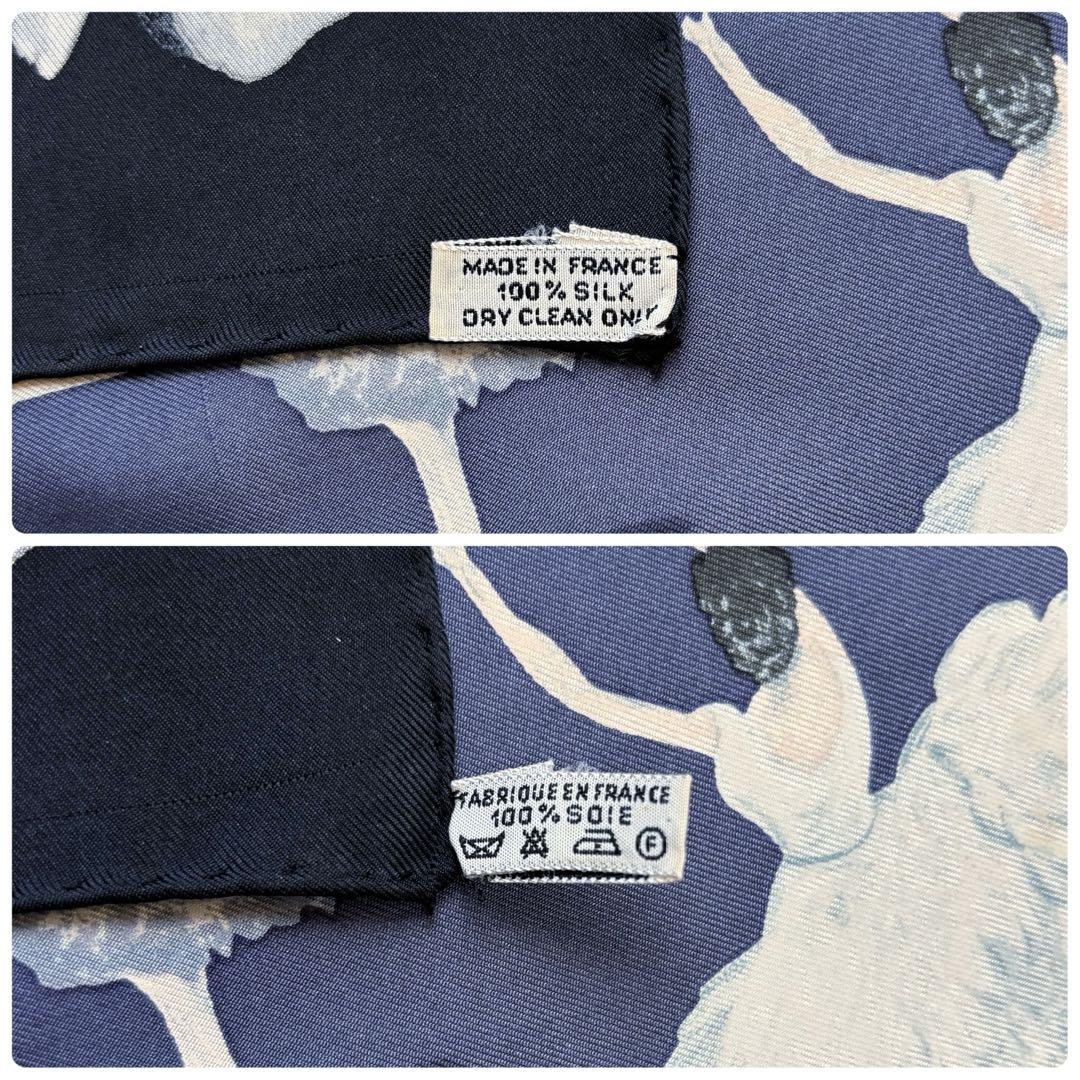 MADE IN FRANCE
100% SILK
DRY CLEAN ONLY
FABRIQUE EN FRANCE
100% SOIE
F